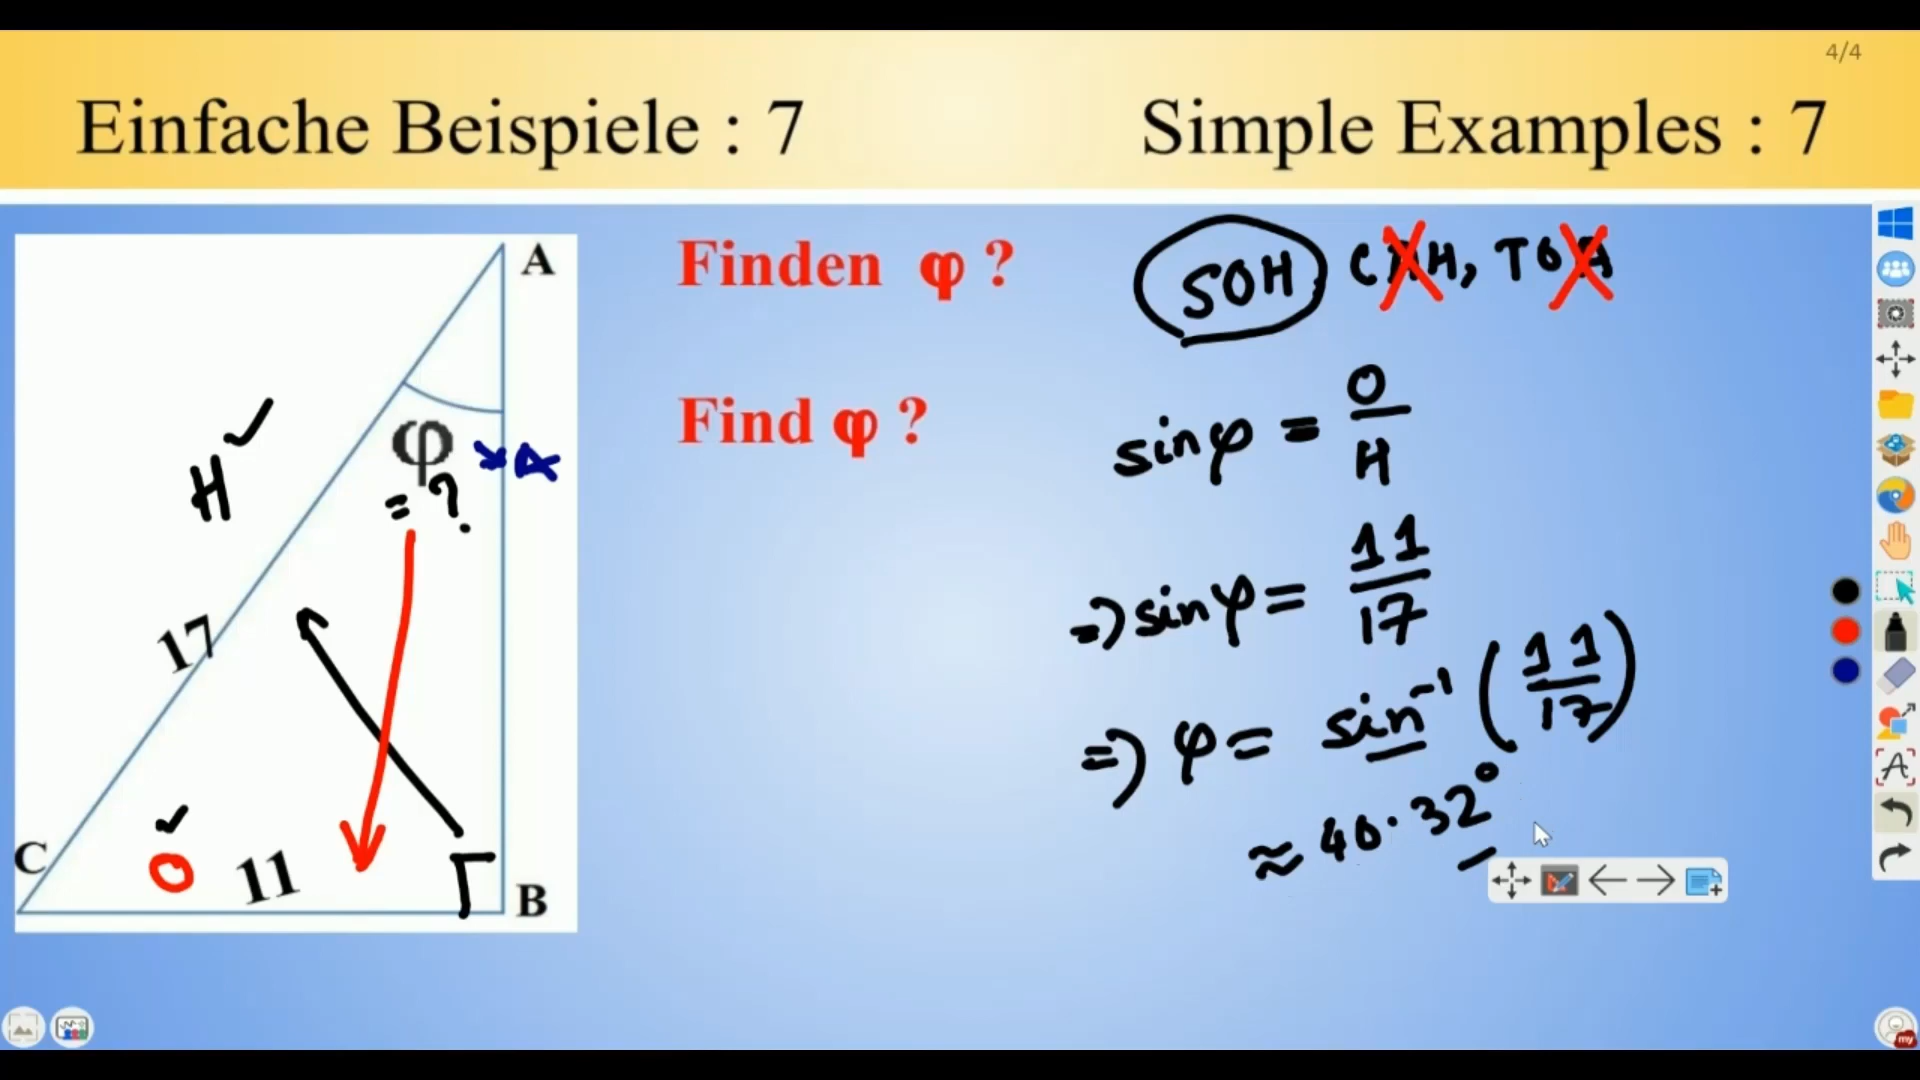 4/4
Einfache Beispiele : 7
Simple Examples : 7
Finden φ ?
Find φ ?
A
φ
= ?
A
H
17
C
O
11
B
SOH, CAH, TOA
sinφ = O/H
=> sinφ = 11/17
=> φ = sin⁻¹ (11/17)
≈ 40.32°
my